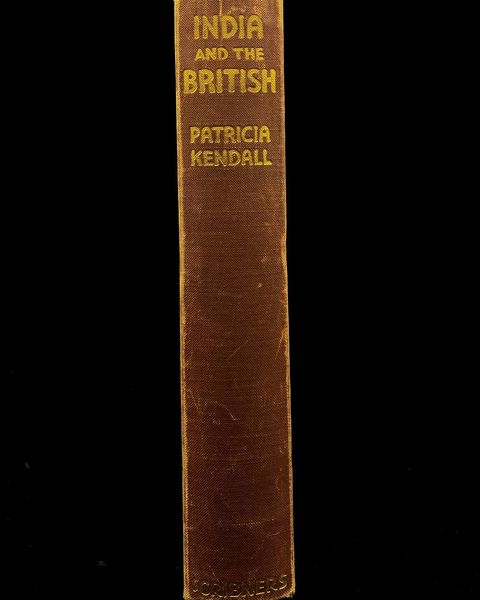 INDIA
AND THE
BRITISH
PATRICIA
KENDALL
SCRIBNERS